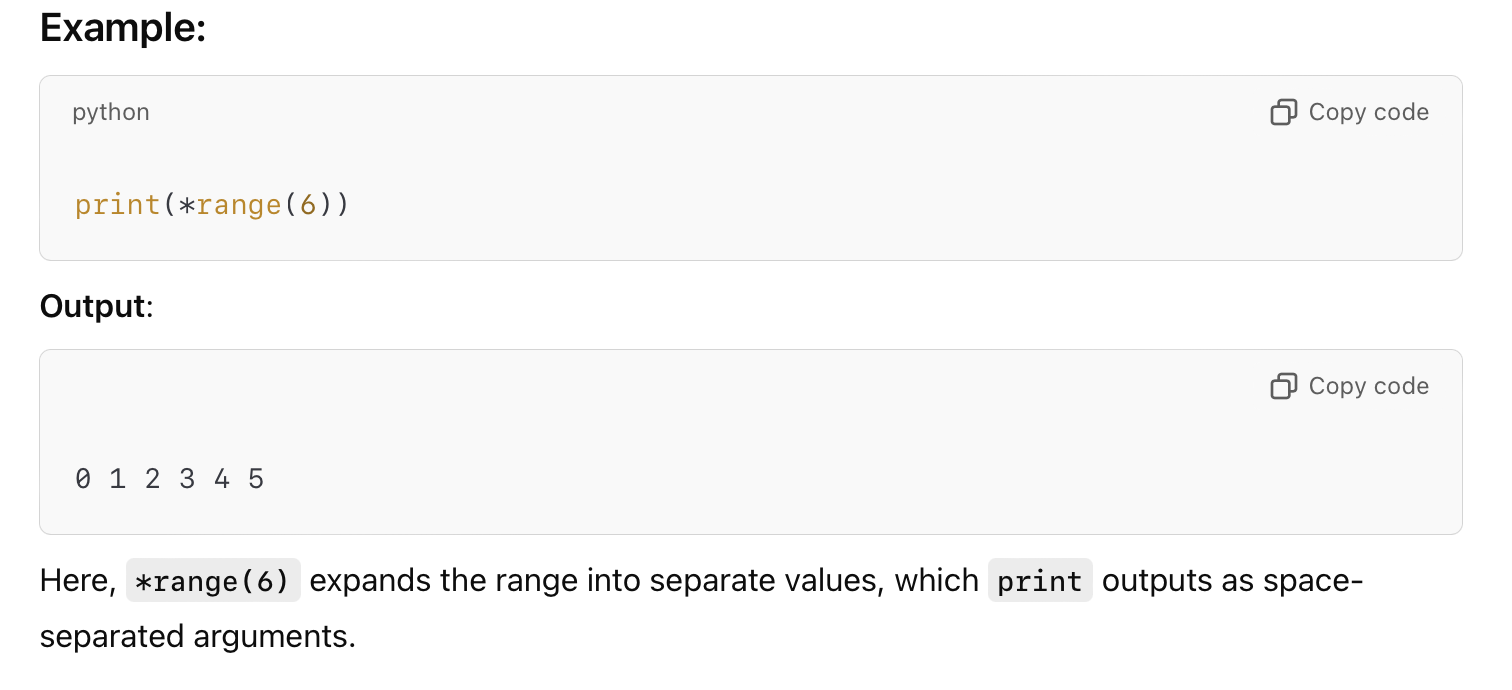 Example:
python
Copy code
print(*range(6))
Output:
Copy code
0 1 2 3 4 5
Here, *range(6) expands the range into separate values, which print outputs as space-
separated arguments.